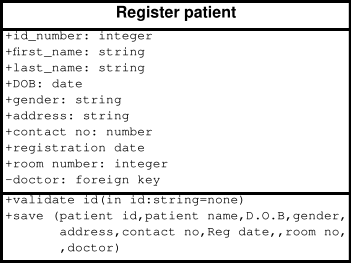 Register patient
+id_number: integer
+first_name: string
+last_name: string
+DOB: date
+gender: string
+address: string
+contact no: number
+registration date
+room number: integer
-doctor: foreign key
+validate id(in id:string=none)
+save (patient id,patient name,D.O.B,gender,
address,contact no,Reg date,,room no,
,doctor)